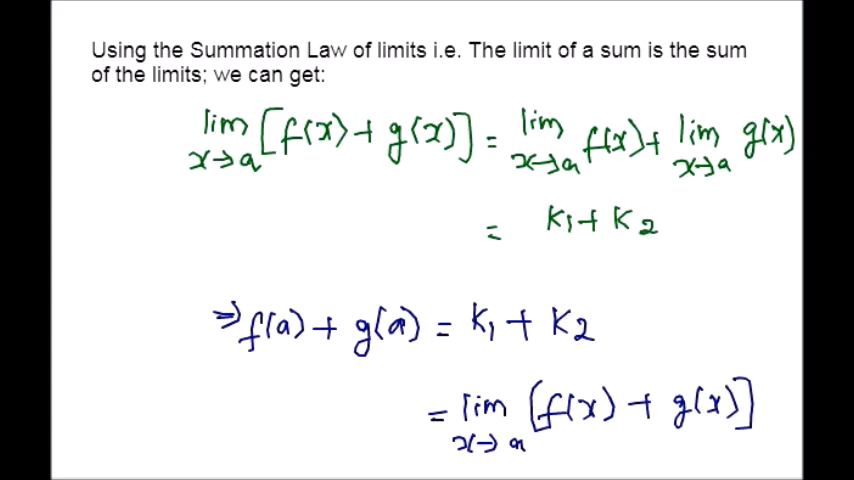 Using the Summation Law of limits i.e. The limit of a sum is the sum
of the limits; we can get:
lim x→a [f(x) + g(x)] = lim x→a f(x) + lim x→a g(x)
= K₁ + K₂
⇒ f(a) + g(a) = K₁ + K₂
= lim x→a [f(x) + g(x)]